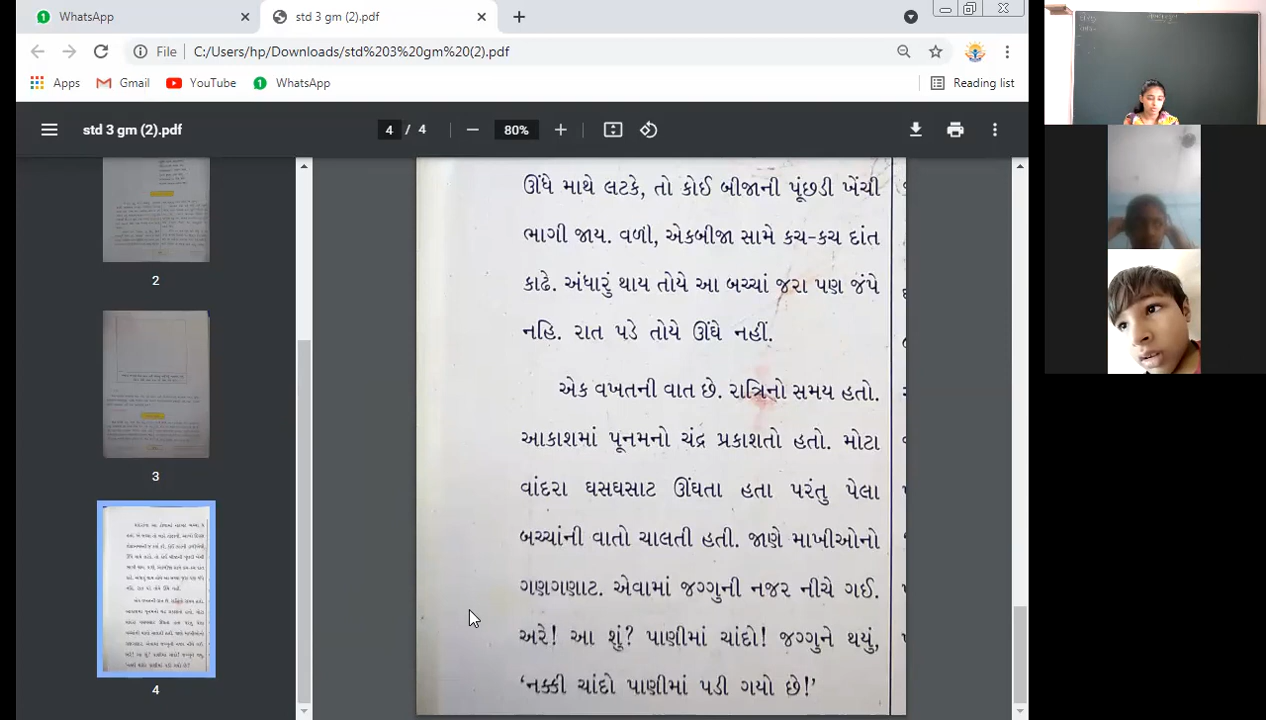 WhatsApp
std 3 gm (2).pdf
File
C:/Users/hp/Downloads/std%203%20gm%20(2).pdf
Apps
Gmail
YouTube
WhatsApp
Reading list
std 3 gm (2).pdf
4 / 4
80%
2
3
4
ઊંધે માથે લટકે, તો કોઈ બીજાની પૂંછડી ખેંચી
ભાગી જાય. વળી, એકબીજા સામે કચ-કચ દાંત
કાઢે. અંધારું થાય તોયે આ બચ્ચાં જરા પણ જંપે
નહિ. રાત પડે તોયે ઊંઘે નહીં.
એક વખતની વાત છે. રાત્રિનો સમય હતો.
આકાશમાં પૂનમનો ચંદ્ર પ્રકાશતો હતો. મોટા
વાંદરા ઘસઘસાટ ઊંઘતા હતા પરંતુ પેલા
બચ્ચાંની વાતો ચાલતી હતી. જાણે માખીઓનો
ગણગણાટ. એવામાં જગ્ગુની નજર નીચે ગઈ.
અરે! આ શું? પાણીમાં ચાંદો! જગ્ગુને થયું,
‘નક્કી ચાંદો પાણીમાં પડી ગયો છે!’